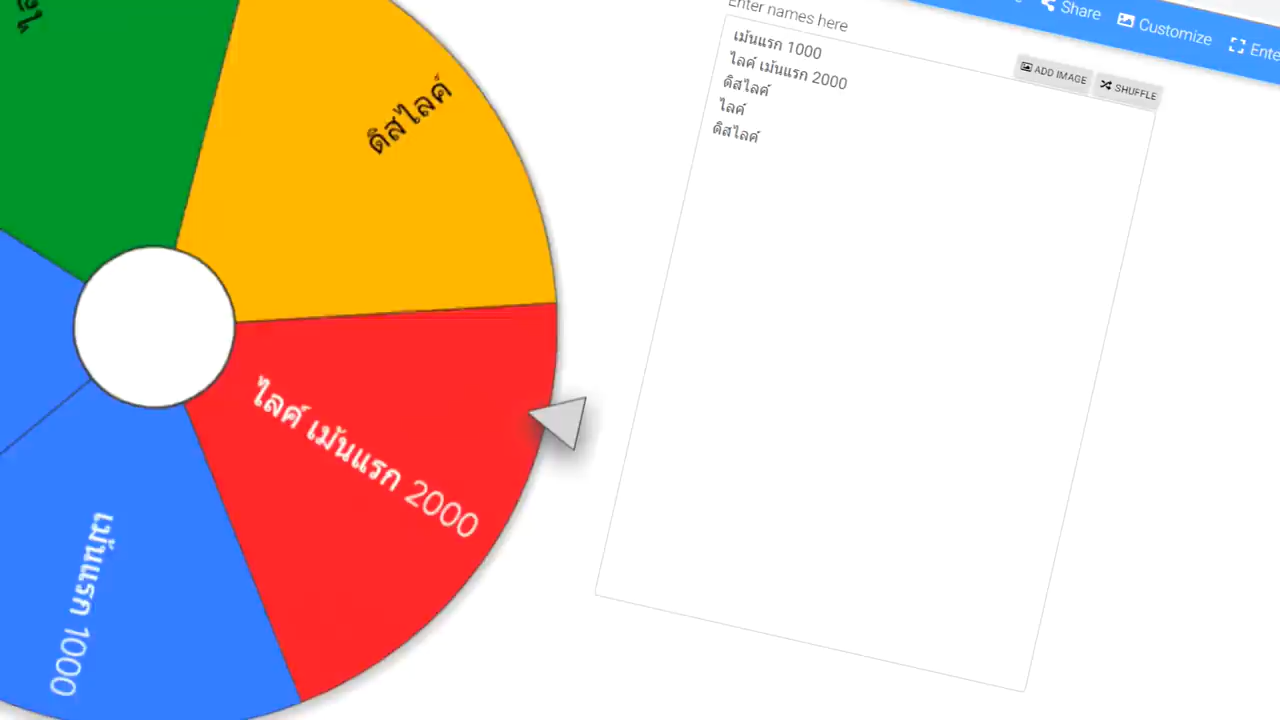 Share
Customize
Enter names here
ADD IMAGE
SHUFFLE
เม้นแรก 1000
ไลค์ เม้นแรก 2000
ดิสไลค์
ไลค์
ดิสไลค์
ดิสไลค์
ไลค์ เม้นแรก 2000
เม้นแรก 1000